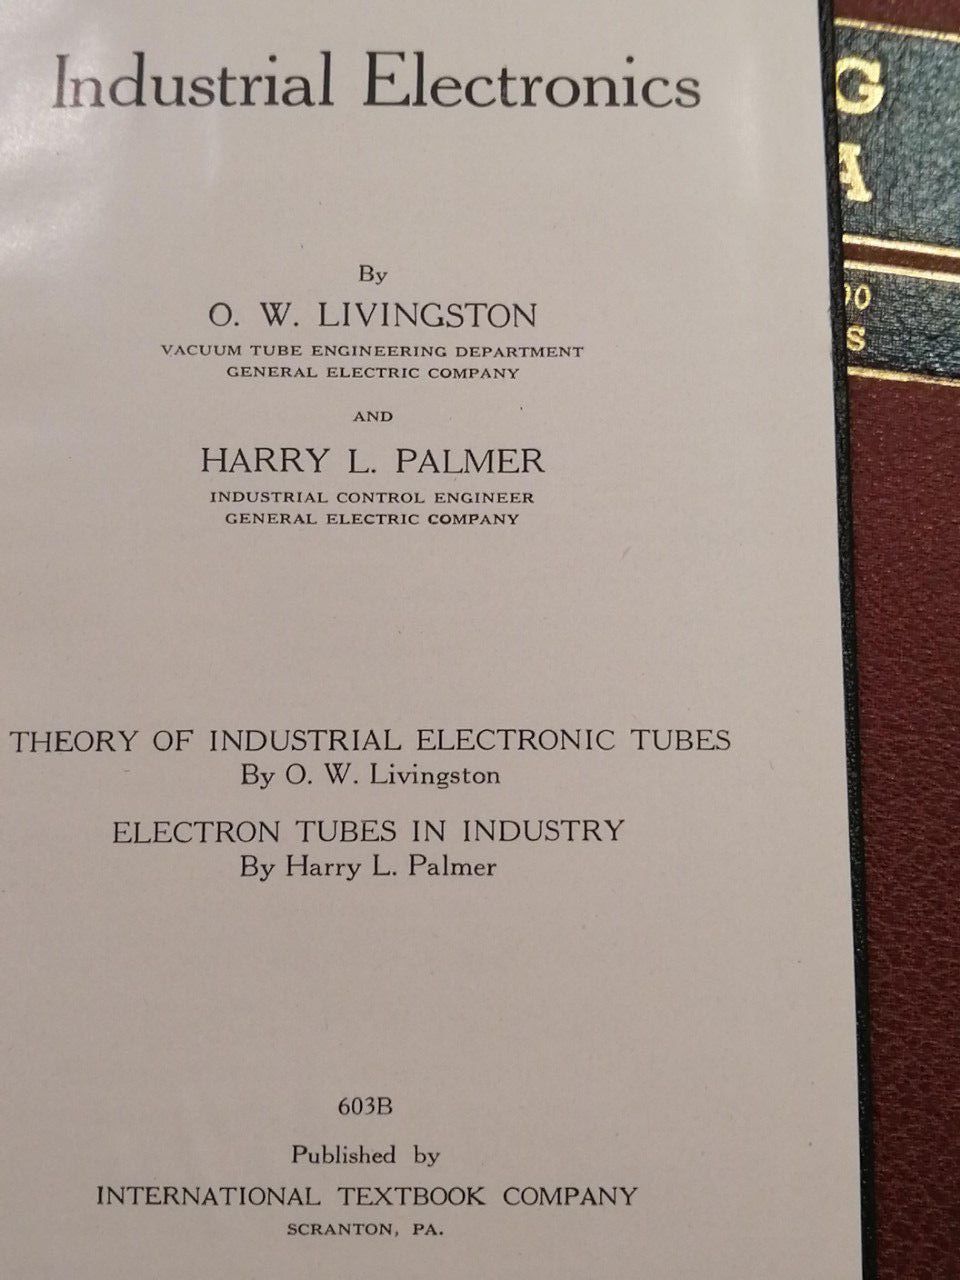 Industrial Electronics
By
O. W. LIVINGSTON
VACUUM TUBE ENGINEERING DEPARTMENT
GENERAL ELECTRIC COMPANY
AND
HARRY L. PALMER
INDUSTRIAL CONTROL ENGINEER
GENERAL ELECTRIC COMPANY
THEORY OF INDUSTRIAL ELECTRONIC TUBES
By O. W. Livingston
ELECTRON TUBES IN INDUSTRY
By Harry L. Palmer
603B
Published by
INTERNATIONAL TEXTBOOK COMPANY
SCRANTON, PA.
G
A
S